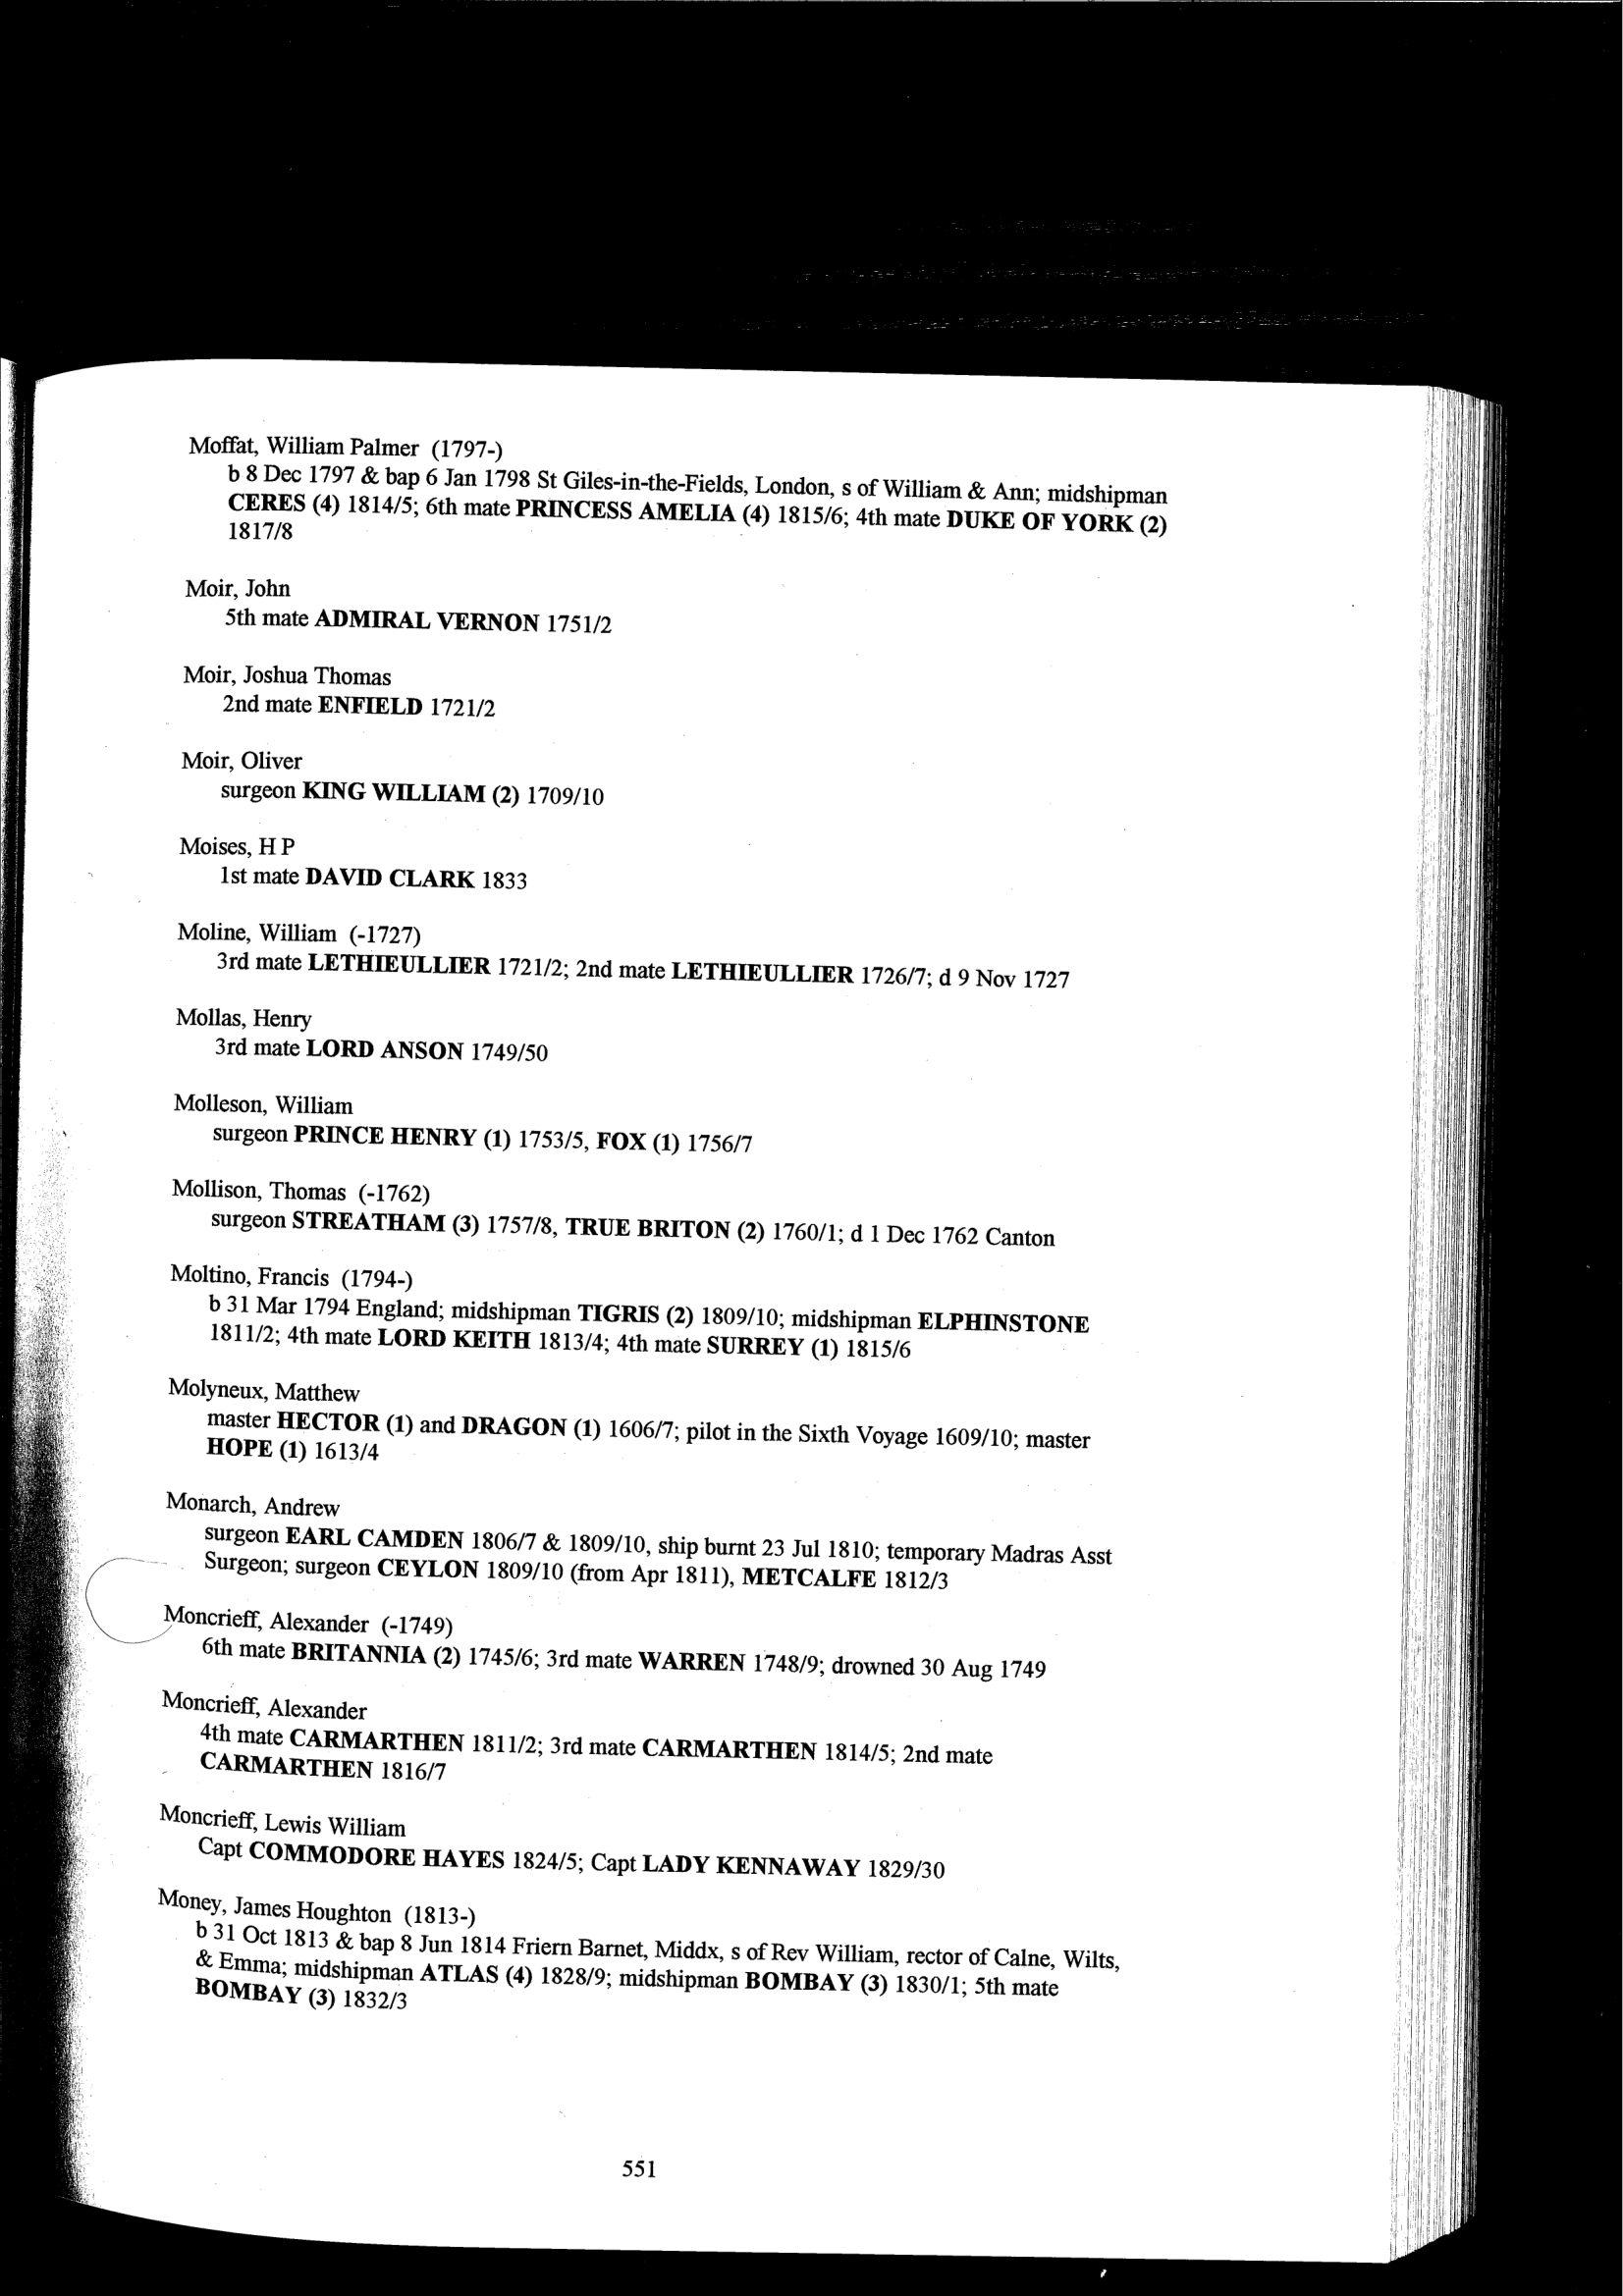 Moffat, William Palmer (1797-)
b 8 Dec 1797 & bap 6 Jan 1798 St Giles-in-the-Fields, London, s of William & Ann; midshipman
CERES (4) 1814/5; 6th mate PRINCESS AMELIA (4) 1815/6; 4th mate DUKE OF YORK (2)
1817/8
Moir, John
5th mate ADMIRAL VERNON 1751/2
Moir, Joshua Thomas
2nd mate ENFIELD 1721/2
Moir, Oliver
surgeon KING WILLIAM (2) 1709/10
Moises, H P
1st mate DAVID CLARK 1833
Moline, William (-1727)
3rd mate LETHIEULLIER 1721/2; 2nd mate LETHIEULLIER 1726/7; d 9 Nov 1727
Mollas, Henry
3rd mate LORD ANSON 1749/50
Molleson, William
surgeon PRINCE HENRY (1) 1753/5, FOX (1) 1756/7
Mollison, Thomas (-1762)
surgeon STREATHAM (3) 1757/8, TRUE BRITON (2) 1760/1; d 1 Dec 1762 Canton
Moltino, Francis (1794-)
b 31 Mar 1794 England; midshipman TIGRIS (2) 1809/10; midshipman ELPHINSTONE
1811/2; 4th mate LORD KEITH 1813/4; 4th mate SURREY (1) 1815/6
Molyneux, Matthew
master HECTOR (1) and DRAGON (1) 1606/7; pilot in the Sixth Voyage 1609/10; master
HOPE (1) 1613/4
Monarch, Andrew
surgeon EARL CAMDEN 1806/7 & 1809/10, ship burnt 23 Jul 1810; temporary Madras Asst
Surgeon; surgeon CEYLON 1809/10 (from Apr 1811), METCALFE 1812/3
Moncrieff, Alexander (-1749)
6th mate BRITANNIA (2) 1745/6; 3rd mate WARREN 1748/9; drowned 30 Aug 1749
Moncrieff, Alexander
4th mate CARMARTHEN 1811/2; 3rd mate CARMARTHEN 1814/5; 2nd mate
CARMARTHEN 1816/7
Moncrieff, Lewis William
Capt COMMODORE HAYES 1824/5; Capt LADY KENNAWAY 1829/30
Money, James Houghton (1813-)
b 31 Oct 1813 & bap 8 Jun 1814 Friern Barnet, Middx, s of Rev William, rector of Calne, Wilts,
& Emma; midshipman ATLAS (4) 1828/9; midshipman BOMBAY (3) 1830/1; 5th mate
BOMBAY (3) 1832/3
551